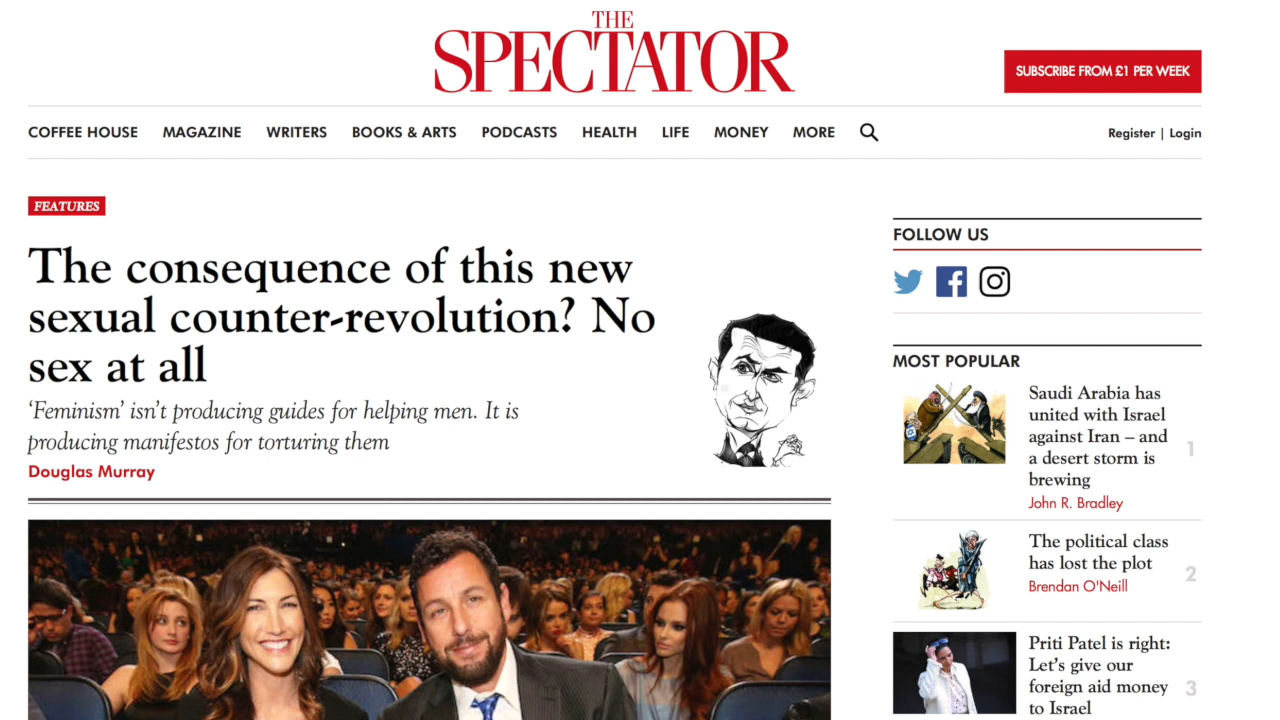 THE
SPECTATOR
SUBSCRIBE FROM £1 PER WEEK
COFFEE HOUSE MAGAZINE WRITERS BOOKS & ARTS PODCASTS HEALTH LIFE MONEY MORE
Register | Login
FEATURES
The consequence of this new
sexual counter-revolution? No
sex at all
‘Feminism’ isn’t producing guides for helping men. It is
producing manifestos for torturing them
Douglas Murray
FOLLOW US
MOST POPULAR
Saudi Arabia has
united with Israel
against Iran – and
a desert storm is
brewing
John R. Bradley
1
The political class
has lost the plot
Brendan O'Neill
2
Priti Patel is right:
Let’s give our
foreign aid money
to Israel
3